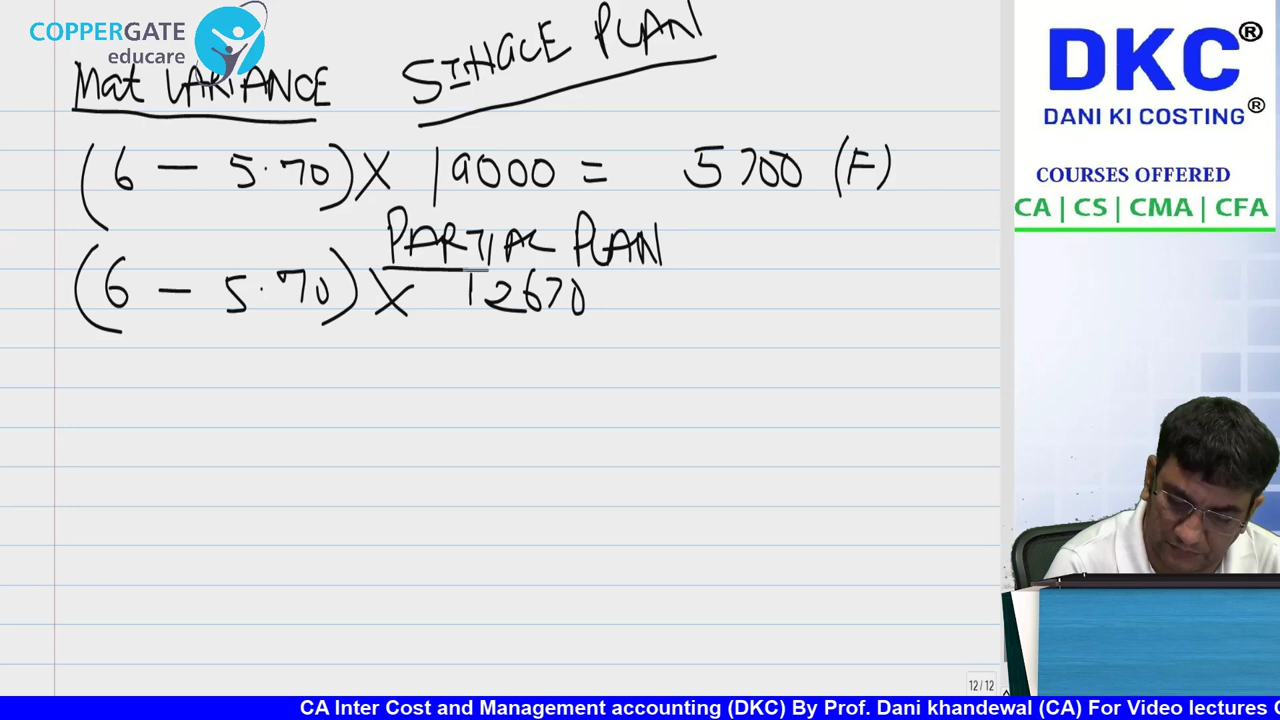 COPPERGATE
educare
Mat VARIANCE SINGLE PLAN
(6 — 5.70) X 19000 = 5700 (F)
PARTIAL PLAN
(6 — 5.70) X 12670
DKC®
DANI KI COSTING®
COURSES OFFERED
CA | CS | CMA | CFA
12/12
CA Inter Cost and Management accounting (DKC) By Prof. Dani khandewal (CA) For Video lectures